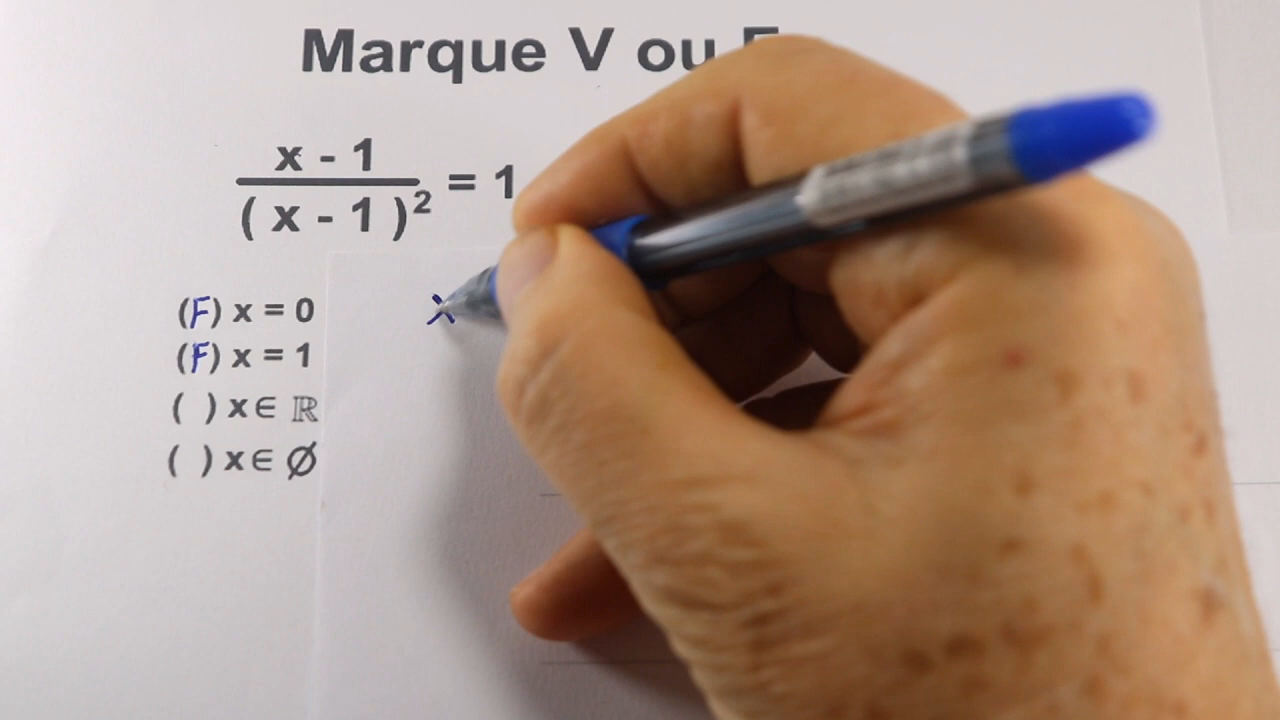 Marque V ou
x - 1
( x - 1 )² = 1
(F) x = 0
(F) x = 1
( ) x ∈ ℝ
( ) x ∈ ∅
x